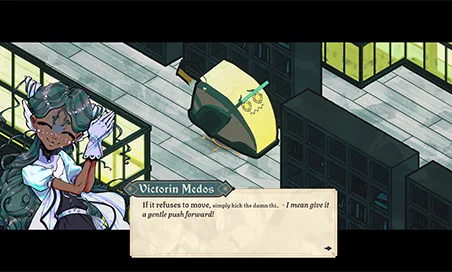 Victorin Medos
If it refuses to move, simply kick the damn thi.. - I mean give it
a gentle push forward!